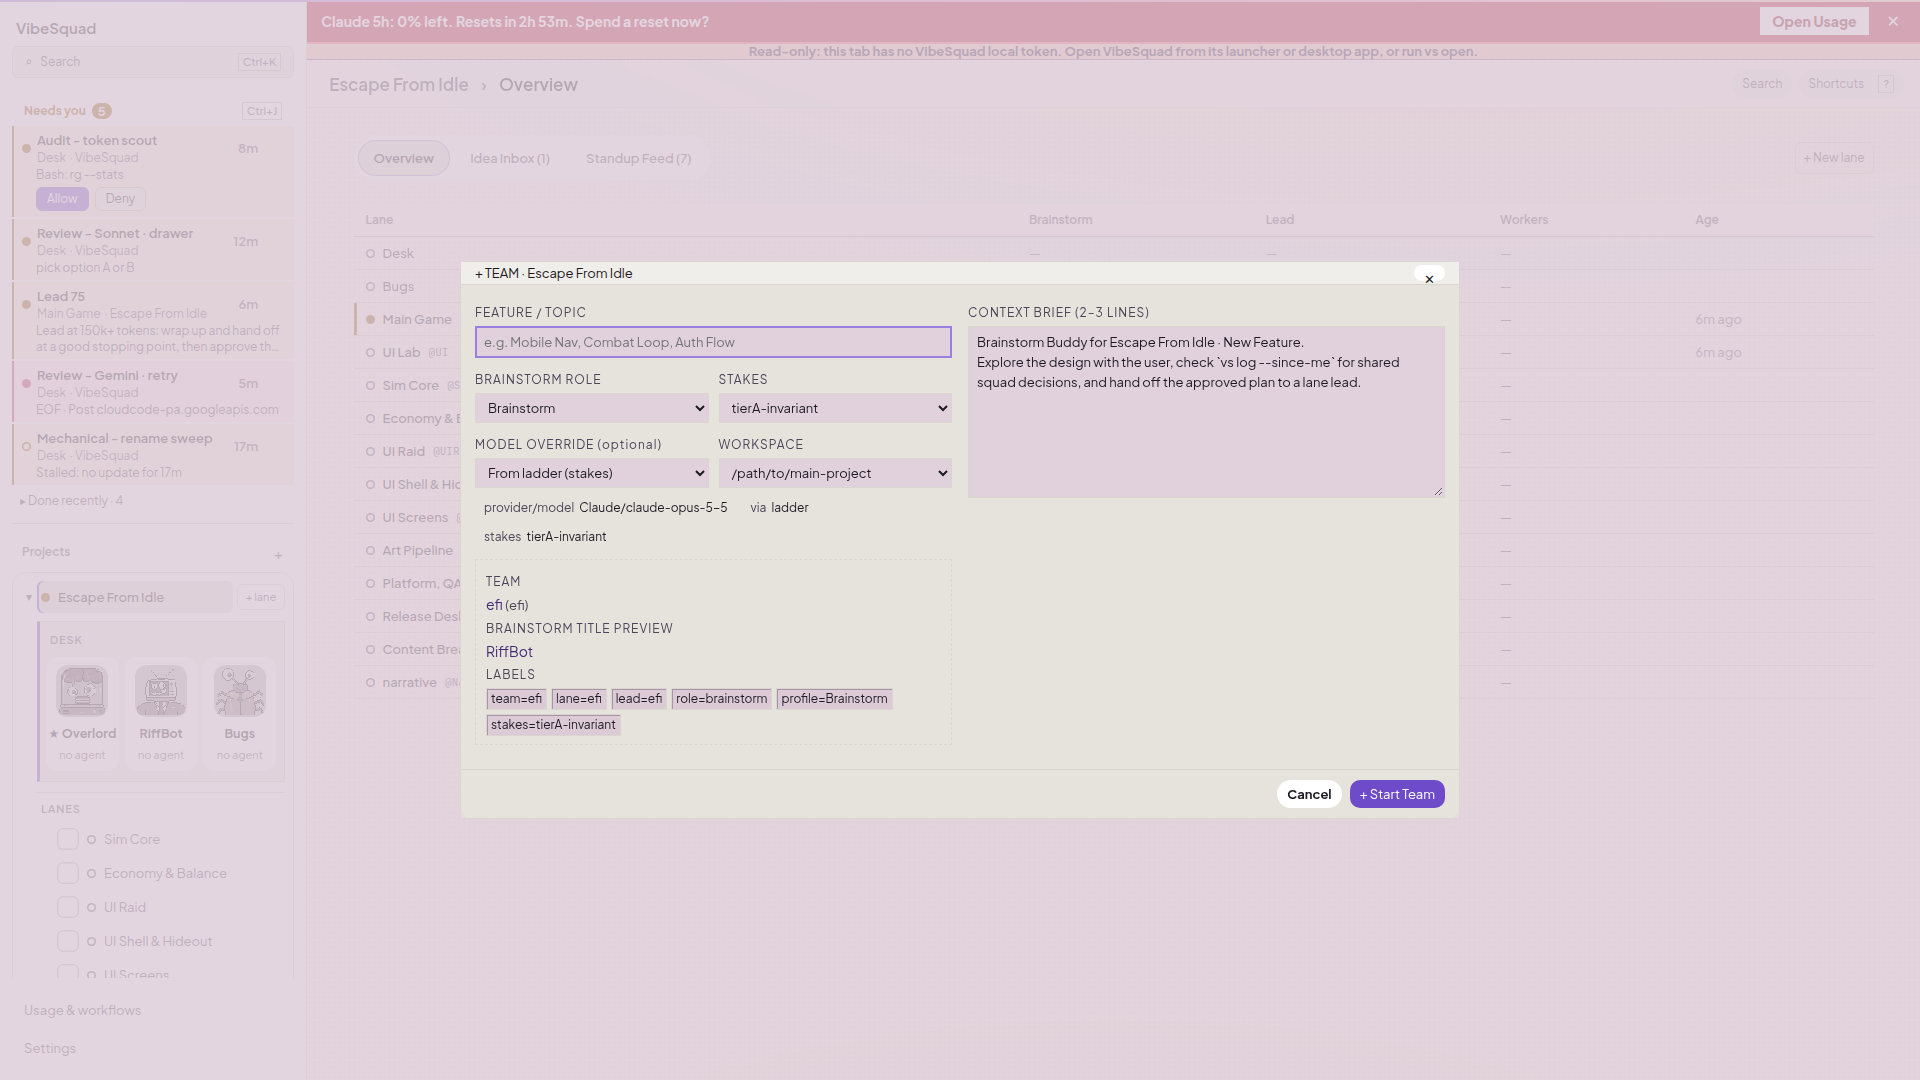 VibeSquad
Search Ctrl+K
Needs you 5 Ctrl+J
Audit – token scout 8m
Desk · VibeSquad
Bash: rg --stats
Allow Deny
Review – Sonnet · drawer 12m
Desk · VibeSquad
pick option A or B
Lead 75 6m
Main Game · Escape From Idle
Lead at 150k+ tokens: wrap up and hand off
at a good stopping point, then approve th...
Review – Gemini · retry 5m
Desk · VibeSquad
EOF · Post cloudcode-pa.googleapis.com
Mechanical – rename sweep 17m
Desk · VibeSquad
Stalled: no update for 17m
▸ Done recently · 4
Projects +
▾ Escape From Idle + lane
DESK
★ Overlord RiffBot Bugs
no agent no agent no agent
LANES
Sim Core
Economy & Balance
UI Raid
UI Shell & Hideout
UI Screens
Usage & workflows
Settings
Claude 5h: 0% left. Resets in 2h 53m. Spend a reset now? Open Usage ✕
Read-only: this tab has no VibeSquad local token. Open VibeSquad from its launcher or desktop app, or run vs open.
Escape From Idle › Overview Search Shortcuts ?
Overview Idea Inbox (1) Standup Feed (7) + New lane
Lane Brainstorm Lead Workers Age
Desk — — —
Bugs —
Main Game — 6m ago
UI Lab @UI — 6m ago
Sim Core @S —
Economy & B —
UI Raid @UIR —
UI Shell & Hid —
UI Screens —
Art Pipeline —
Platform, QA —
Release Des —
Content Brea —
narrative @N —
+ TEAM · Escape From Idle ×
FEATURE / TOPIC
e.g. Mobile Nav, Combat Loop, Auth Flow
BRAINSTORM ROLE STAKES
Brainstorm tierA-invariant
MODEL OVERRIDE (optional) WORKSPACE
From ladder (stakes) /path/to/main-project
provider/model Claude/claude-opus-5-5 via ladder
stakes tierA-invariant
TEAM
efi (efi)
BRAINSTORM TITLE PREVIEW
RiffBot
LABELS
team=efi lane=efi lead=efi role=brainstorm profile=Brainstorm
stakes=tierA-invariant
CONTEXT BRIEF (2–3 LINES)
Brainstorm Buddy for Escape From Idle · New Feature.
Explore the design with the user, check `vs log --since-me` for shared
squad decisions, and hand off the approved plan to a lane lead.
Cancel + Start Team